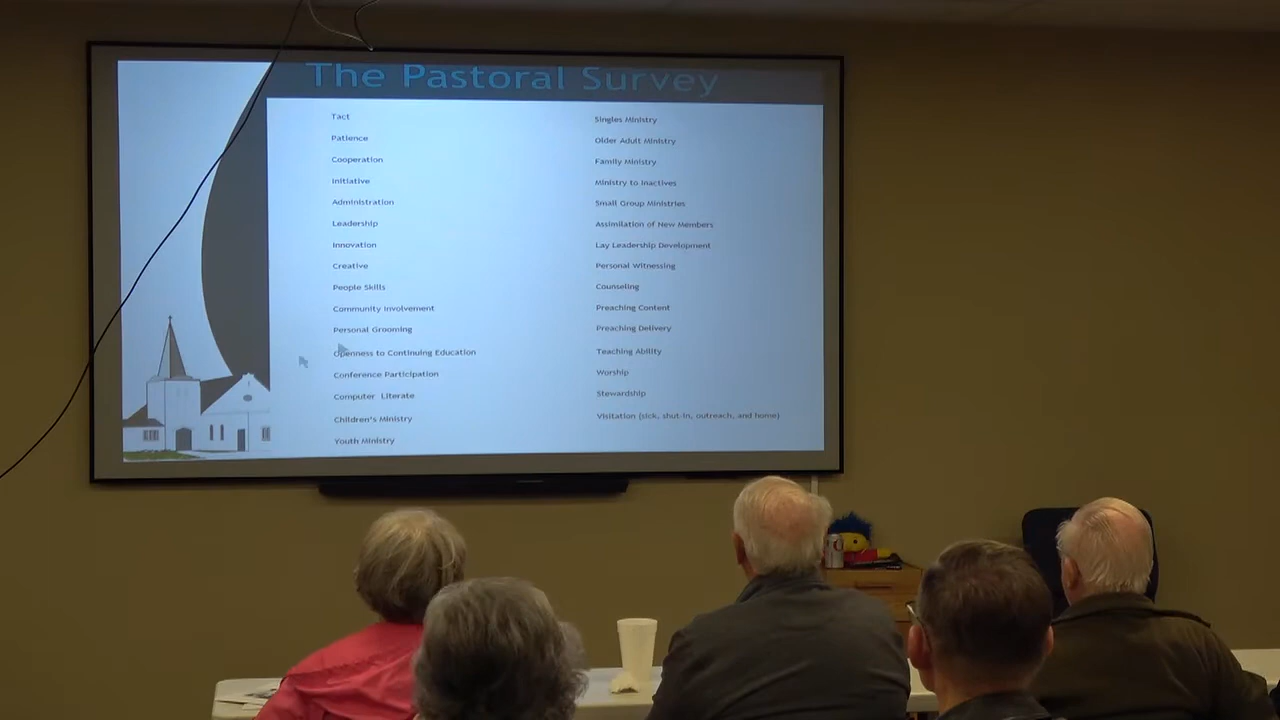 The Pastoral Survey
Tact
Patience
Cooperation
Initiative
Administration
Leadership
Innovation
Creative
People Skills
Community Involvement
Personal Grooming
Openness to Continuing Education
Conference Participation
Computer Literate
Children's Ministry
Youth Ministry
Singles Ministry
Older Adult Ministry
Family Ministry
Ministry to Inactives
Small Group Ministries
Assimilation of New Members
Lay Leadership Development
Personal Witnessing
Counseling
Preaching Content
Preaching Delivery
Teaching Ability
Worship
Stewardship
Visitation (sick, shut-in, outreach, and home)